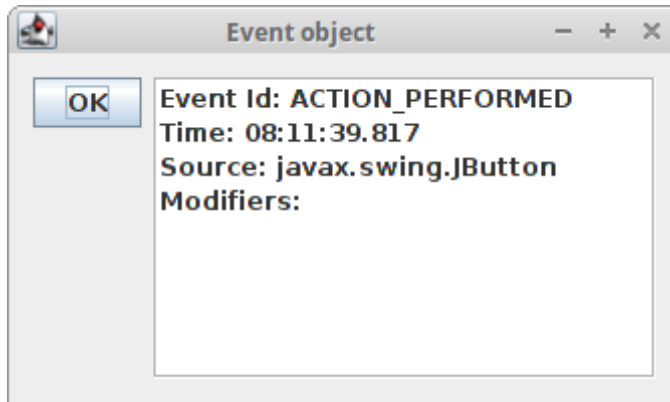 Event object
OK
Event Id: ACTION_PERFORMED
Time: 08:11:39.817
Source: javax.swing.JButton
Modifiers: